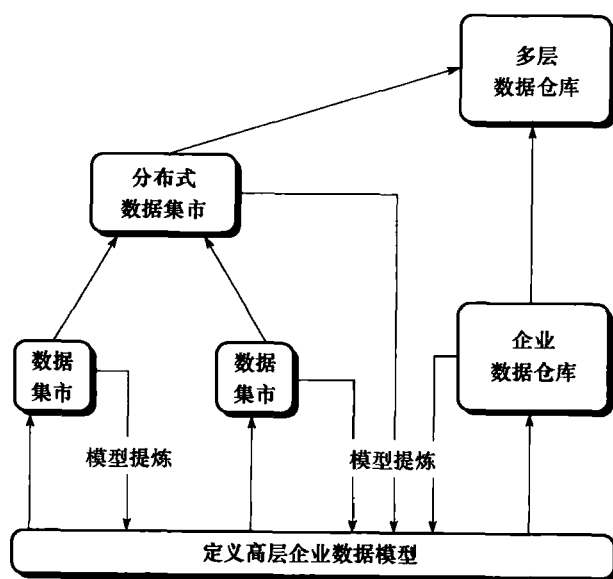 多层
数据仓库
分布式
数据集市
数据
集市
数据
集市
企业
数据仓库
模型提炼
模型提炼
定义高层企业数据模型